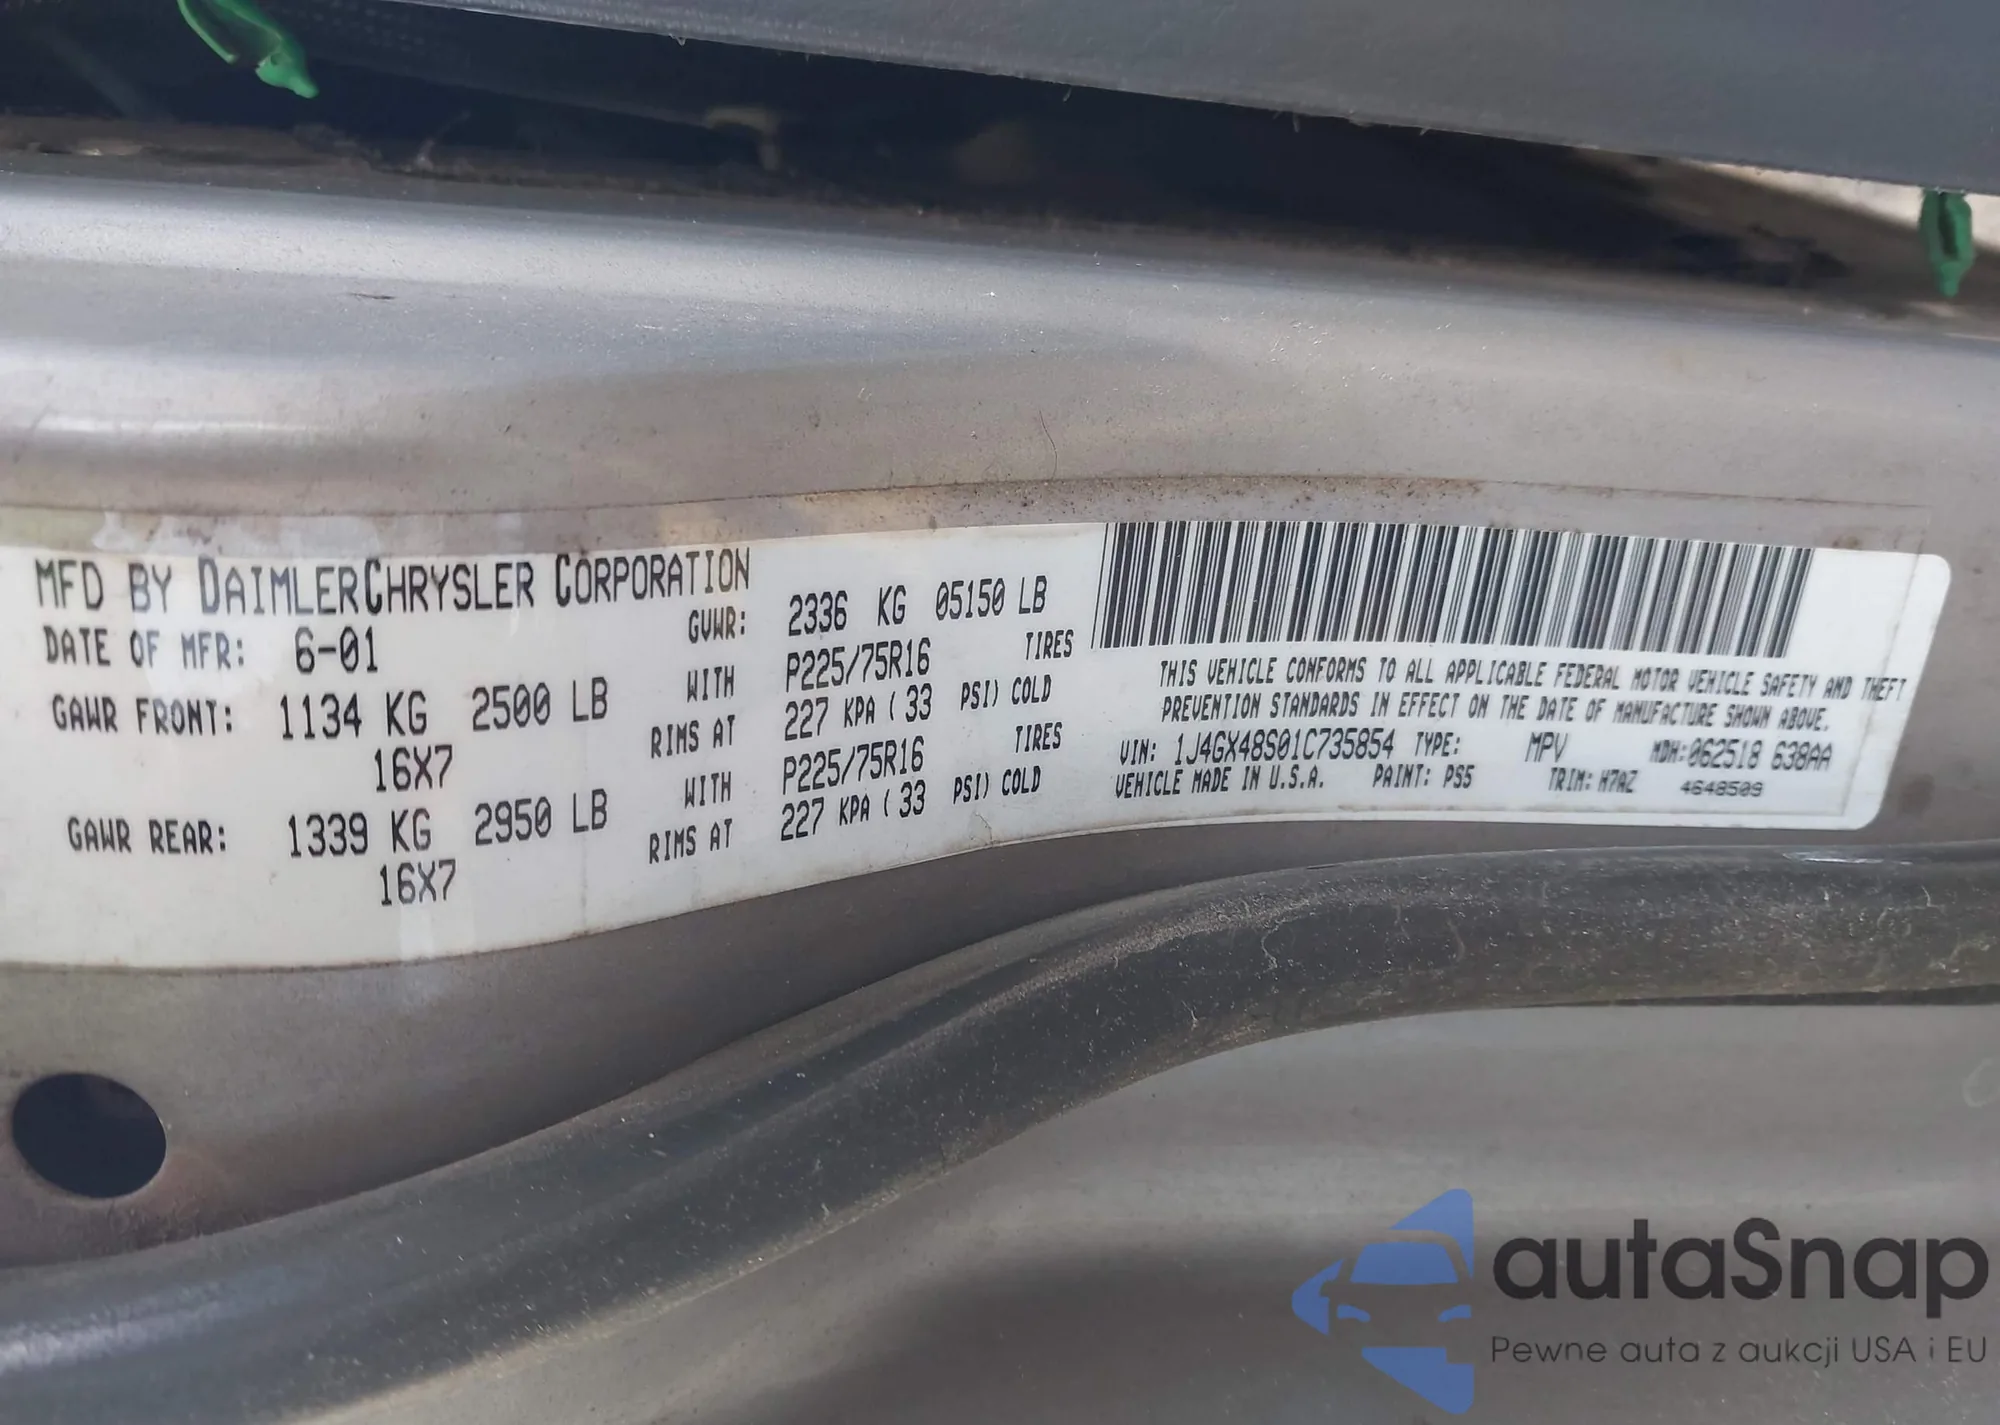 MFD BY DAIMLERCHRYSLER CORPORATION
DATE OF MFR: 6-01 GVWR: 2336 KG 05150 LB
GAWR FRONT: 1134 KG 2500 LB WITH P225/75R16 TIRES
16X7 RIMS AT 227 KPA (33 PSI) COLD
GAWR REAR: 1339 KG 2950 LB WITH P225/75R16 TIRES
16X7 RIMS AT 227 KPA (33 PSI) COLD
THIS VEHICLE CONFORMS TO ALL APPLICABLE FEDERAL MOTOR VEHICLE SAFETY AND THEFT
PREVENTION STANDARDS IN EFFECT ON THE DATE OF MANUFACTURE SHOWN ABOVE.
VIN: 1J4GX48S01C735854 TYPE: MPV MDH:062518 638AA
VEHICLE MADE IN U.S.A. PAINT: PS5 TRIM: H7AZ 4648509
autaSnap
Pewne auta z aukcji USA i EU